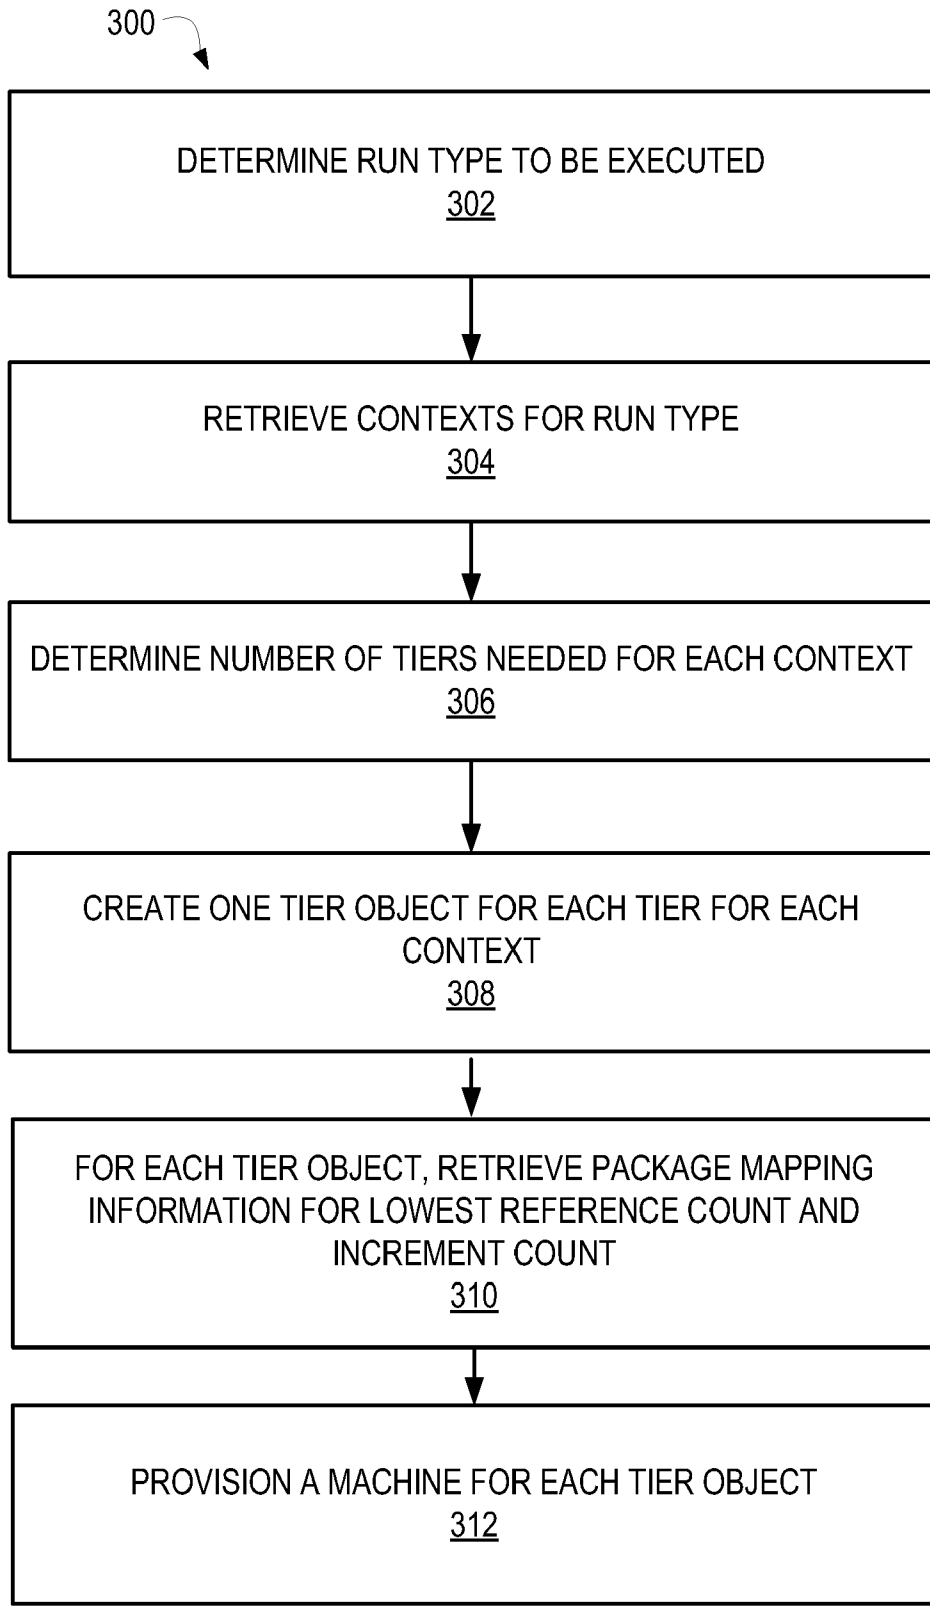 300
DETERMINE RUN TYPE TO BE EXECUTED
302
RETRIEVE CONTEXTS FOR RUN TYPE
304
DETERMINE NUMBER OF TIERS NEEDED FOR EACH CONTEXT
306
CREATE ONE TIER OBJECT FOR EACH TIER FOR EACH
CONTEXT
308
FOR EACH TIER OBJECT, RETRIEVE PACKAGE MAPPING
INFORMATION FOR LOWEST REFERENCE COUNT AND
INCREMENT COUNT
310
PROVISION A MACHINE FOR EACH TIER OBJECT
312